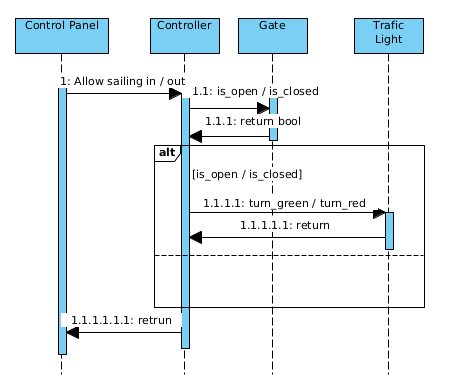 Control Panel
Controller
Gate
Trafic
Light
1: Allow sailing in / out
1.1: is_open / is_closed
1.1.1: return bool
alt
[is_open / is_closed]
1.1.1.1: turn_green / turn_red
1.1.1.1.1: return
1.1.1.1.1.1: retrun